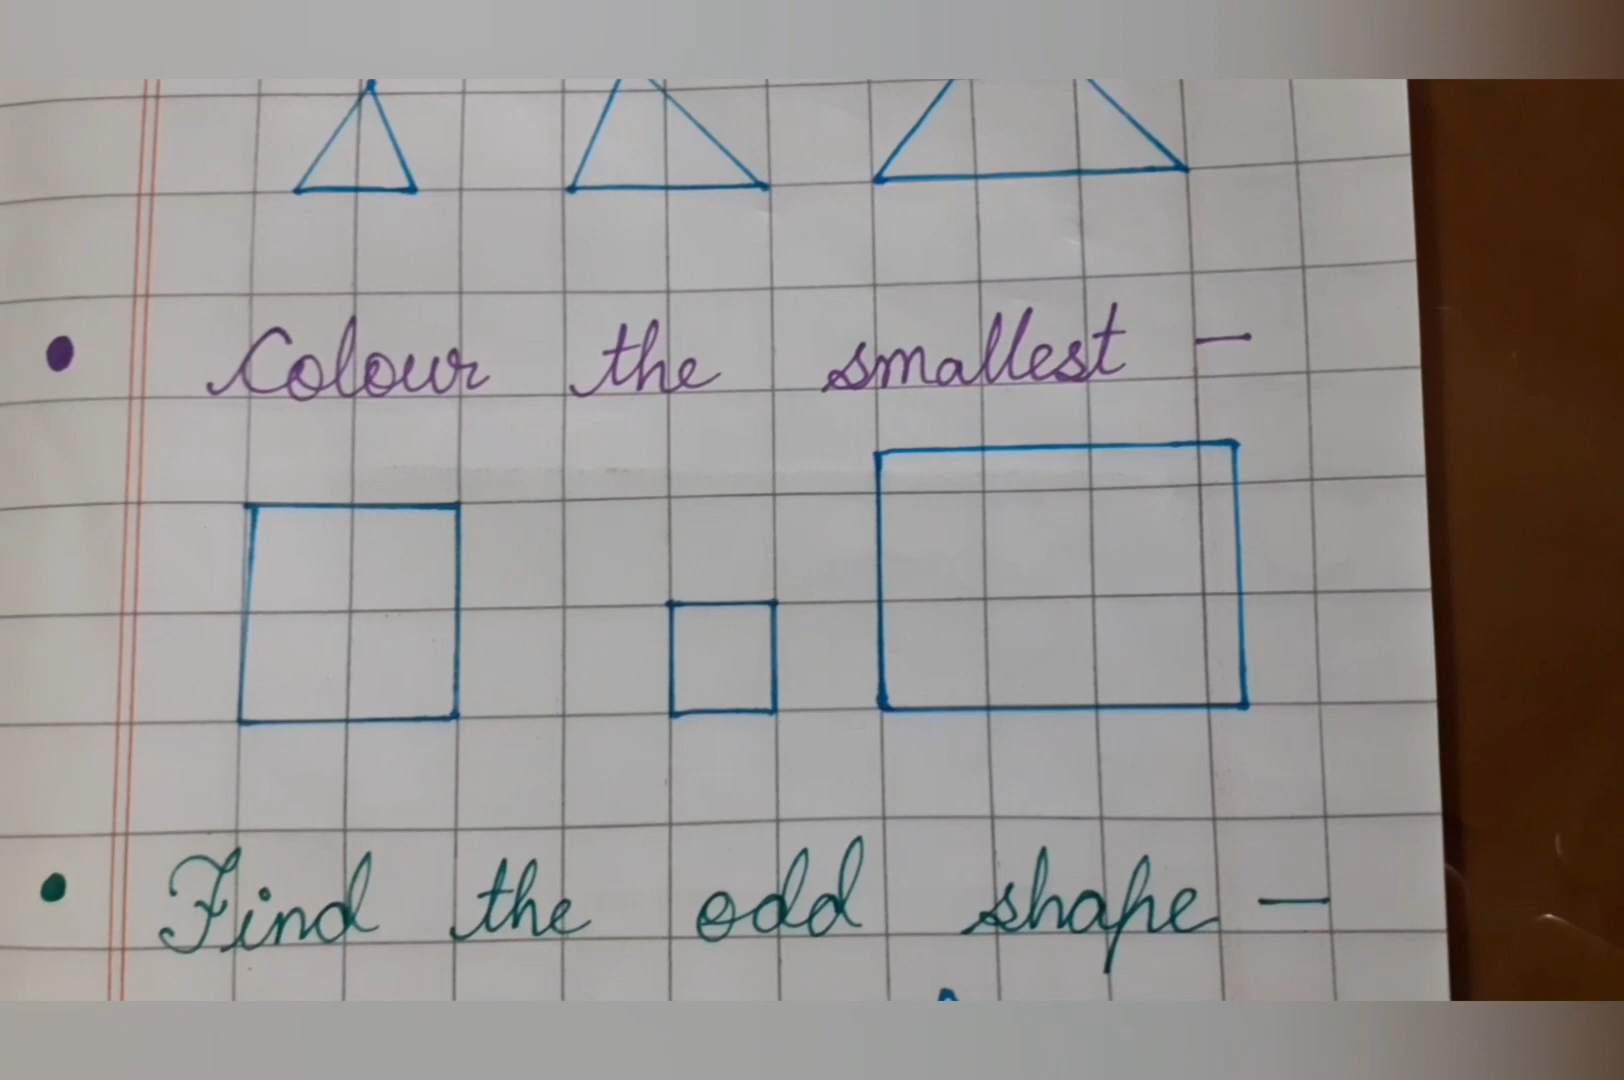 Colour the smallest -
Find the odd shape -